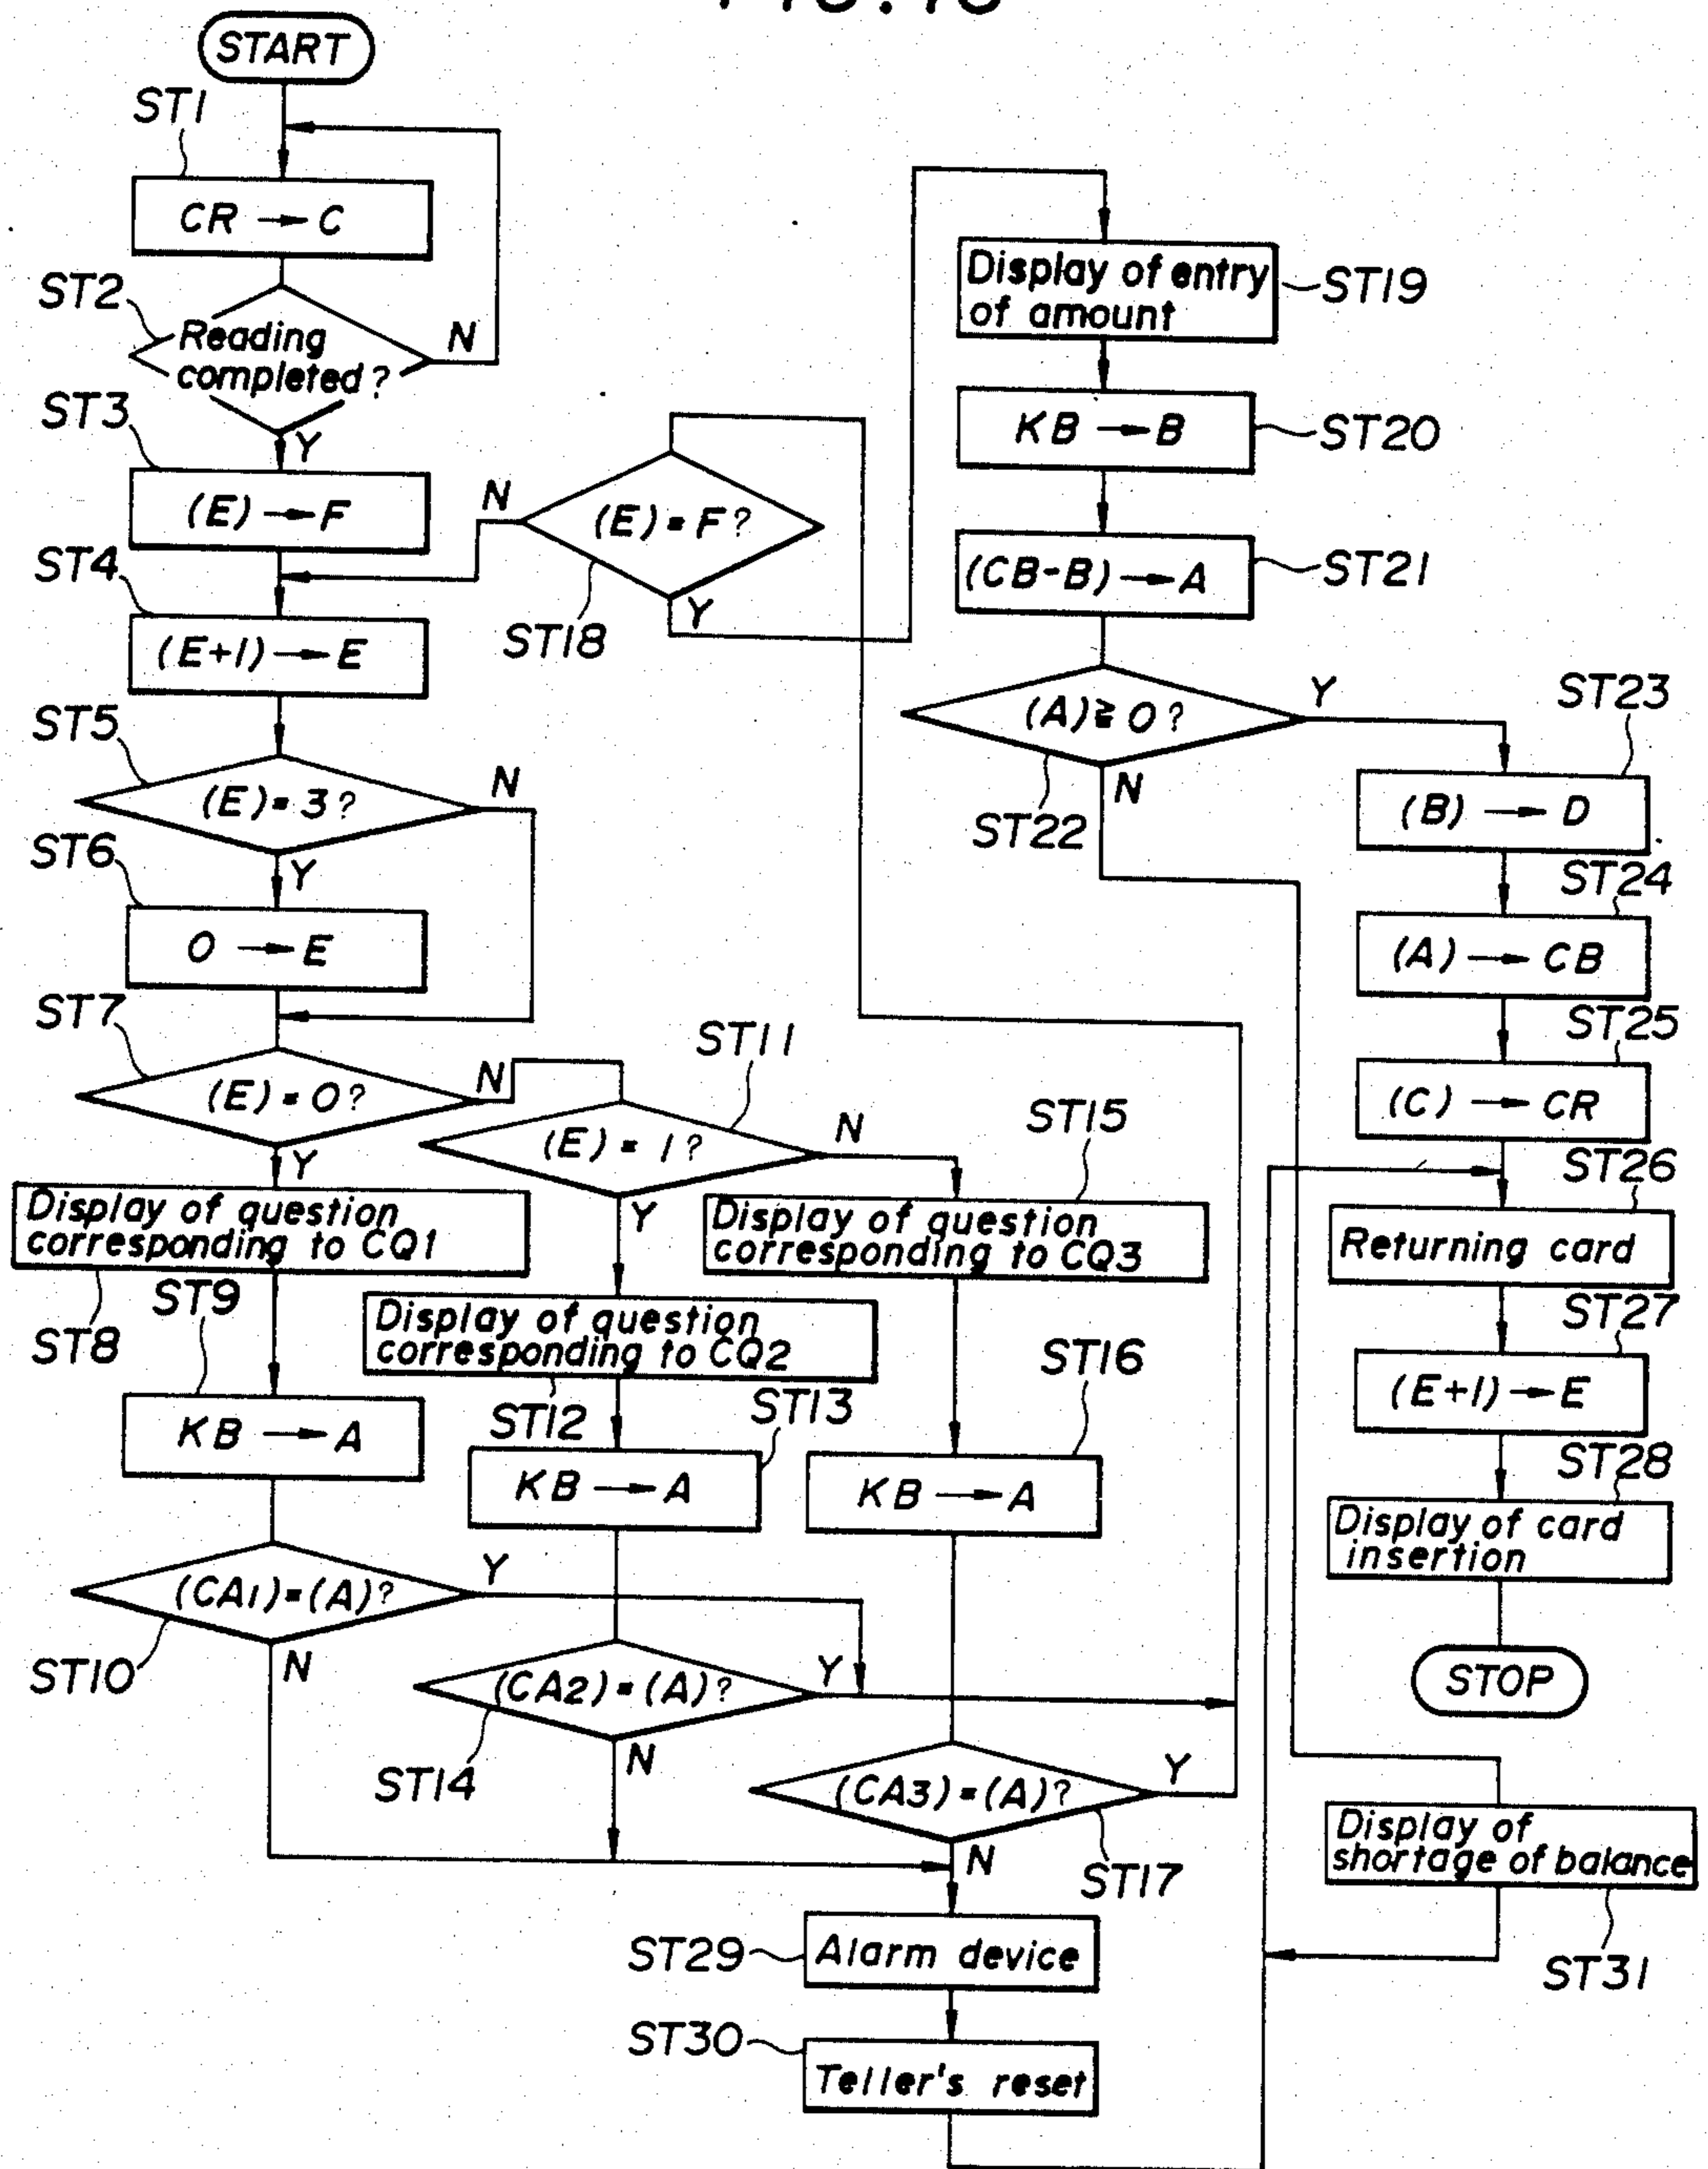 START
ST1
CR → C
ST2
Reading
completed?
N
Y
ST3
(E) → F
ST4
(E+1) → E
ST5
(E) = 3?
N
Y
ST6
0 → E
ST7
(E) = 0?
N
Y
Display of question
corresponding to CQ1
ST8
ST9
KB → A
(CA1) = (A)?
Y
N
ST10
ST11
(E) = 1?
N
Y
Display of question
corresponding to CQ2
ST12
ST13
KB → A
(CA2) = (A)?
Y
N
ST14
ST15
Display of question
corresponding to CQ3
ST16
KB → A
(CA3) = (A)?
Y
N
ST17
N
(E) = F?
Y
ST18
Display of entry
of amount
ST19
KB → B
ST20
(CB-B) → A
ST21
(A) ≧ 0?
Y
N
ST22
ST23
(B) → D
ST24
(A) → CB
ST25
(C) → CR
ST26
Returning card
ST27
(E+1) → E
ST28
Display of card
insertion
STOP
ST29
Alarm device
ST30
Teller's reset
Display of
shortage of balance
ST31